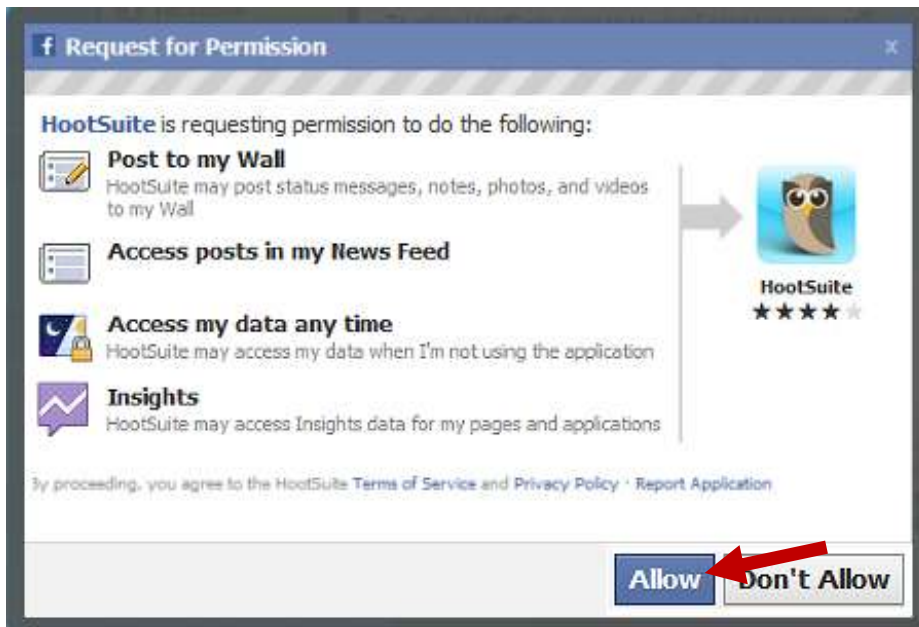 f Request for Permission x
HootSuite is requesting permission to do the following:
Post to my Wall
HootSuite may post status messages, notes, photos, and videos
to my Wall
Access posts in my News Feed
Access my data any time
HootSuite may access my data when I'm not using the application
Insights
HootSuite may access Insights data for my pages and applications
HootSuite
By proceeding, you agree to the HootSuite Terms of Service and Privacy Policy · Report Application
Allow
Don't Allow